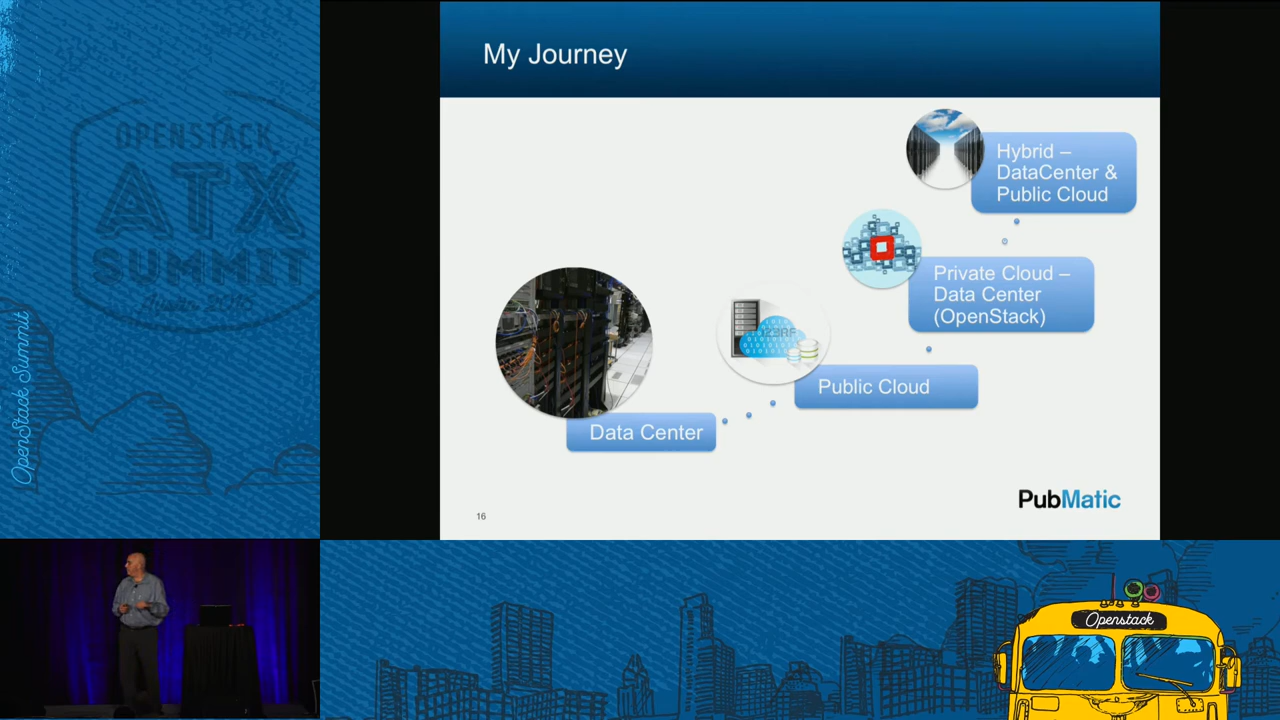 My Journey
Hybrid –
DataCenter &
Public Cloud
Private Cloud –
Data Center
(OpenStack)
Public Cloud
Data Center
PubMatic
16
OPENSTACK
ATX
SUMMIT
OpenStack Summit
Openstack